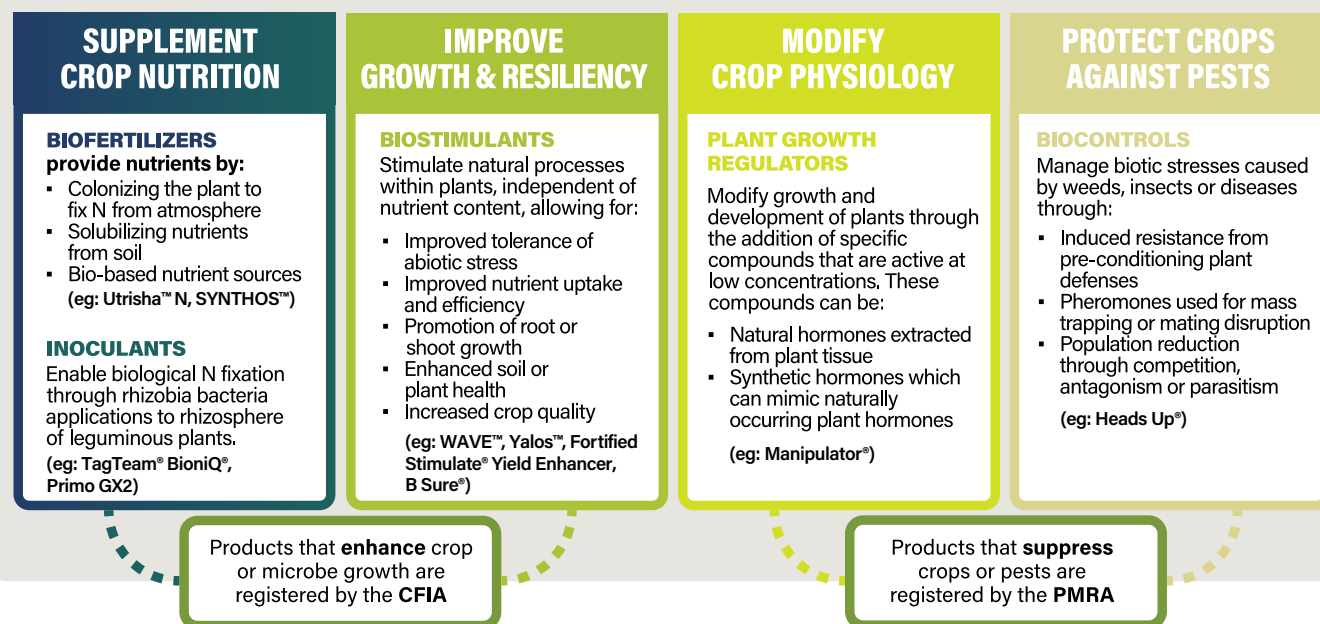 SUPPLEMENT
CROP NUTRITION
BIOFERTILIZERS
provide nutrients by:
▪ Colonizing the plant to
fix N from atmosphere
▪ Solubilizing nutrients
from soil
▪ Bio-based nutrient sources
(eg: Utrisha™ N, SYNTHOS™)
INOCULANTS
Enable biological N fixation
through rhizobia bacteria
applications to rhizosphere
of leguminous plants.
(eg: TagTeam® BioniQ®,
Primo GX2)
IMPROVE
GROWTH & RESILIENCY
BIOSTIMULANTS
Stimulate natural processes
within plants, independent of
nutrient content, allowing for:
▪ Improved tolerance of
abiotic stress
▪ Improved nutrient uptake
and efficiency
▪ Promotion of root or
shoot growth
▪ Enhanced soil or
plant health
▪ Increased crop quality
(eg: WAVE™, Yalos™, Fortified
Stimulate® Yield Enhancer,
B Sure®)
MODIFY
CROP PHYSIOLOGY
PLANT GROWTH
REGULATORS
Modify growth and
development of plants through
the addition of specific
compounds that are active at
low concentrations. These
compounds can be:
▪ Natural hormones extracted
from plant tissue
▪ Synthetic hormones which
can mimic naturally
occurring plant hormones
(eg: Manipulator®)
PROTECT CROPS
AGAINST PESTS
BIOCONTROLS
Manage biotic stresses caused
by weeds, insects or diseases
through:
▪ Induced resistance from
pre-conditioning plant
defenses
▪ Pheromones used for mass
trapping or mating disruption
▪ Population reduction
through competition,
antagonism or parasitism
(eg: Heads Up®)
Products that enhance crop
or microbe growth are
registered by the CFIA
Products that suppress
crops or pests are
registered by the PMRA